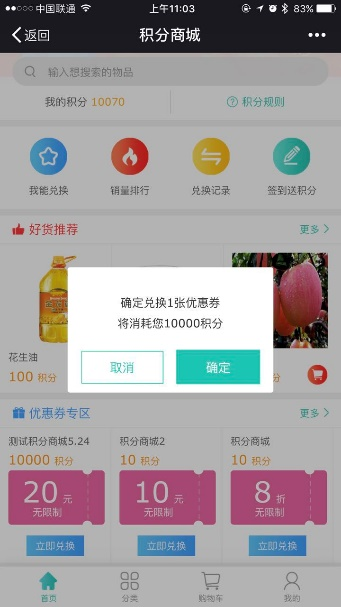 中国联通
上午11:03
83%
返回
积分商城
输入想搜索的物品
我的积分 10070
积分规则
我能兑换
销量排行
兑换记录
签到送积分
好货推荐
更多
确定兑换1张优惠券
将消耗您10000积分
取消
确定
花生油
100 积分
分
优惠券专区
更多
测试积分商城5.24
积分商城2
积分商城
10000 积分
10 积分
10 积分
20 元
10 元
8 折
无限制
无限制
无限制
立即兑换
立即兑换
立即兑换
首页
分类
购物车
我的